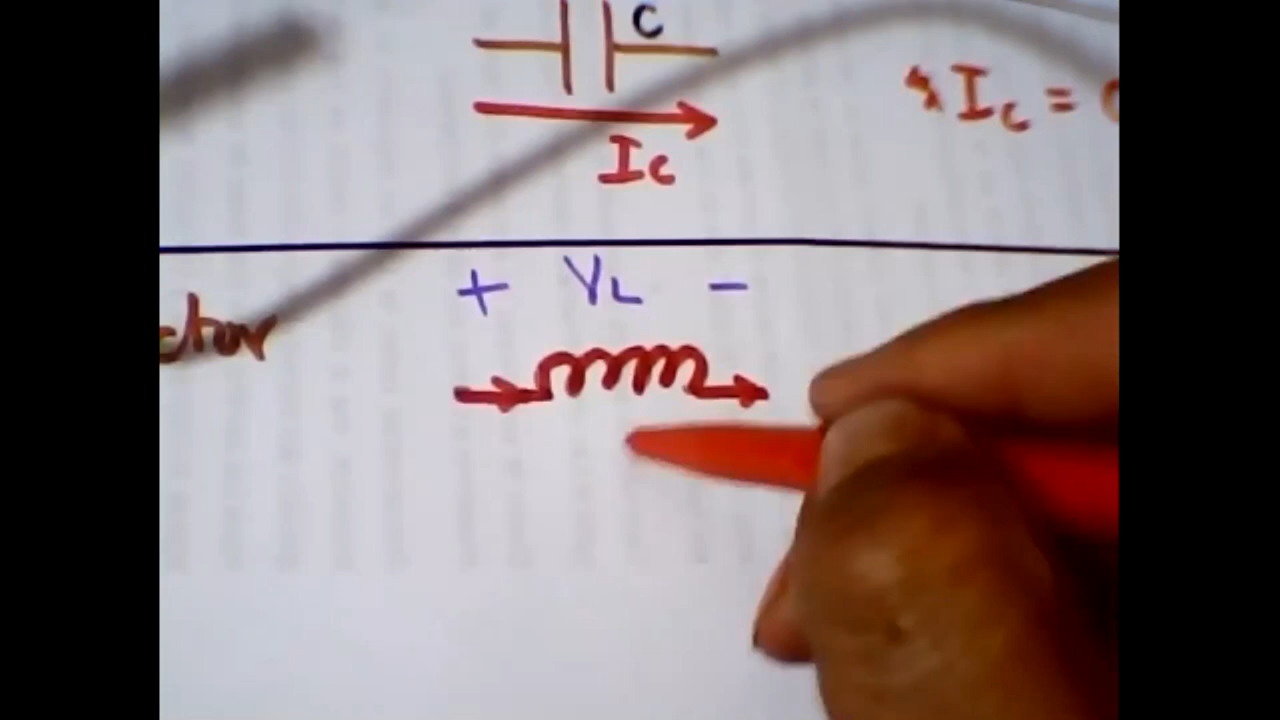 C
Ic
Ic =
+ VL -
ctor